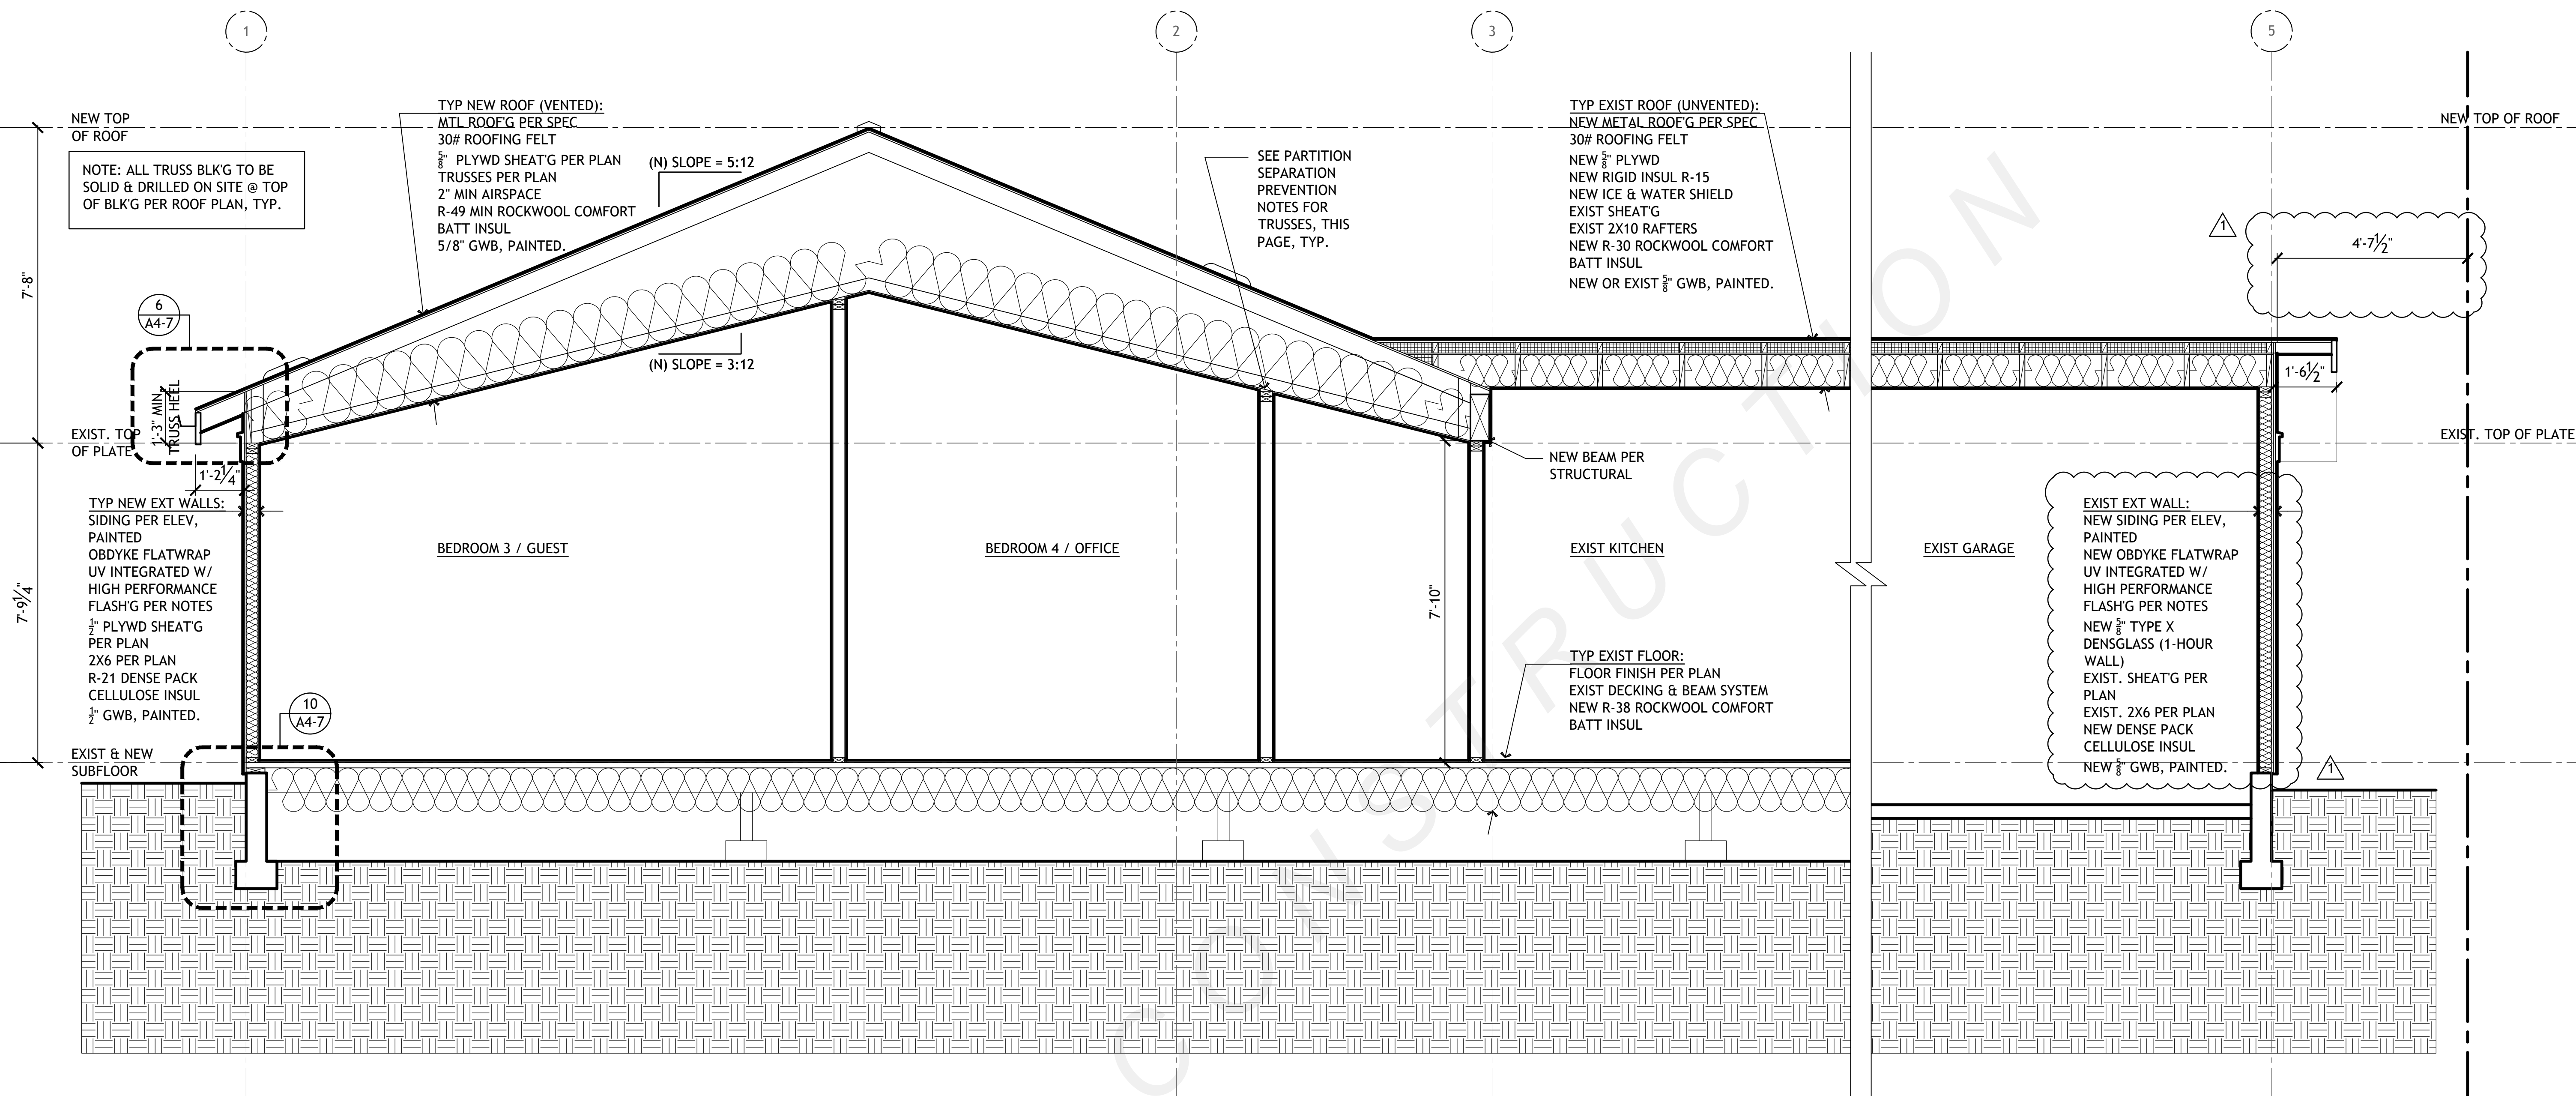 1
2
3
5
NEW TOP
OF ROOF
NOTE: ALL TRUSS BLK'G TO BE
SOLID & DRILLED ON SITE @ TOP
OF BLK'G PER ROOF PLAN, TYP.
TYP NEW ROOF (VENTED):
MTL ROOF'G PER SPEC
30# ROOFING FELT
5/8" PLYWD SHEAT'G PER PLAN
TRUSSES PER PLAN
2" MIN AIRSPACE
R-49 MIN ROCKWOOL COMFORT
BATT INSUL
5/8" GWB, PAINTED.
(N) SLOPE = 5:12
(N) SLOPE = 3:12
SEE PARTITION
SEPARATION
PREVENTION
NOTES FOR
TRUSSES, THIS
PAGE, TYP.
TYP EXIST ROOF (UNVENTED):
NEW METAL ROOF'G PER SPEC
30# ROOFING FELT
NEW 5/8" PLYWD
NEW RIGID INSUL R-15
NEW ICE & WATER SHIELD
EXIST SHEAT'G
EXIST 2X10 RAFTERS
NEW R-30 ROCKWOOL COMFORT
BATT INSUL
NEW OR EXIST 5/8" GWB, PAINTED.
NEW TOP OF ROOF
1
4'-7 1/2"
1'-6 1/2"
7'-8"
6
A4-7
1'-3" MIN
TRUSS HEEL
EXIST. TOP
OF PLATE
1'-2 1/4"
EXIST. TOP OF PLATE
NEW BEAM PER
STRUCTURAL
TYP NEW EXT WALLS:
SIDING PER ELEV,
PAINTED
OBDYKE FLATWRAP
UV INTEGRATED W/
HIGH PERFORMANCE
FLASH'G PER NOTES
1/2" PLYWD SHEAT'G
PER PLAN
2X6 PER PLAN
R-21 DENSE PACK
CELLULOSE INSUL
1/2" GWB, PAINTED.
7'-9 1/4"
BEDROOM 3 / GUEST
BEDROOM 4 / OFFICE
EXIST KITCHEN
EXIST GARAGE
7'-10"
TYP EXIST FLOOR:
FLOOR FINISH PER PLAN
EXIST DECKING & BEAM SYSTEM
NEW R-38 ROCKWOOL COMFORT
BATT INSUL
EXIST EXT WALL:
NEW SIDING PER ELEV,
PAINTED
NEW OBDYKE FLATWRAP
UV INTEGRATED W/
HIGH PERFORMANCE
FLASH'G PER NOTES
NEW 5/8" TYPE X
DENSGLASS (1-HOUR
WALL)
EXIST. SHEAT'G PER
PLAN
EXIST. 2X6 PER PLAN
NEW DENSE PACK
CELLULOSE INSUL
NEW 5/8" GWB, PAINTED.
1
10
A4-7
EXIST & NEW
SUBFLOOR
CONSTRUCTION